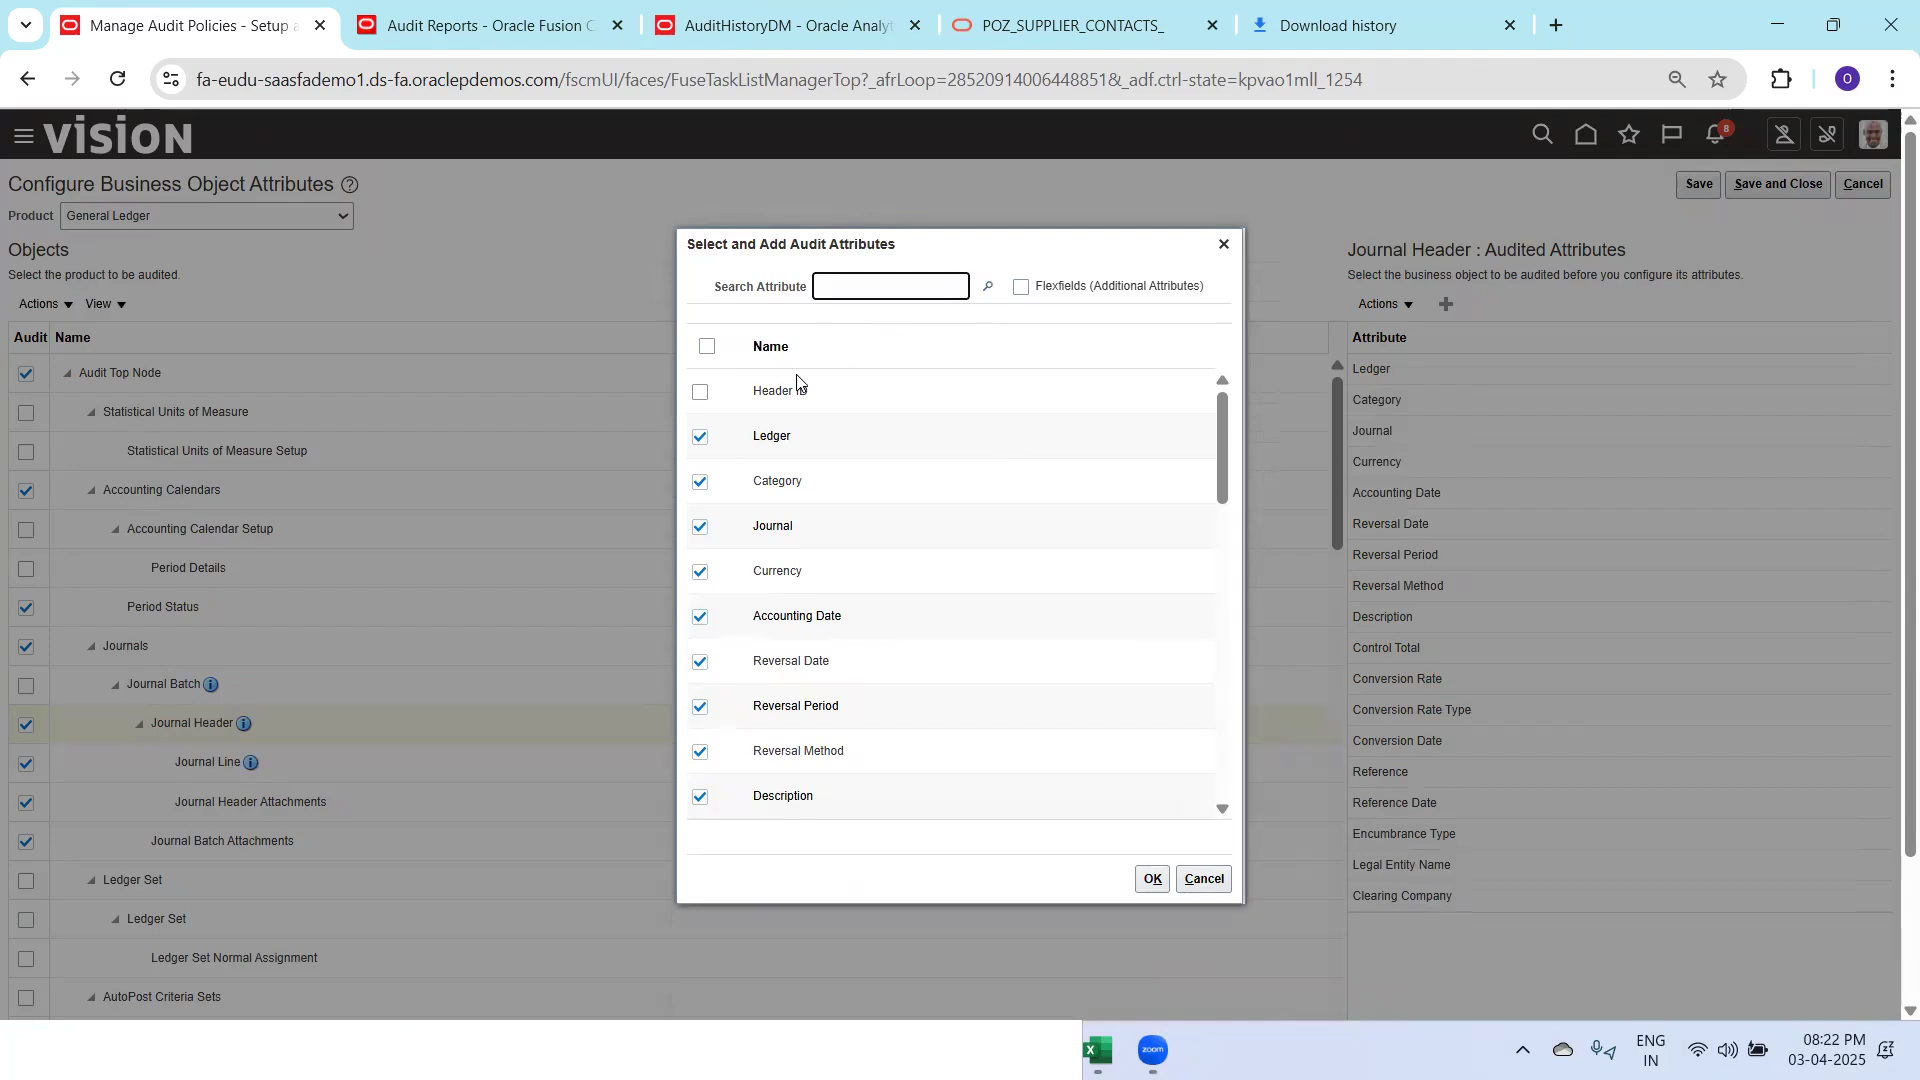 Manage Audit Policies - Setup a
Audit Reports - Oracle Fusion C
AuditHistoryDM - Oracle Analyt
POZ_SUPPLIER_CONTACTS_
Download history
fa-eudu-saasfademo1.ds-fa.oraclepdemos.com/fscmUI/faces/FuseTaskListManagerTop?_afrLoop=28520914006448851&_adf.ctrl-state=kpvao1mll_1254
O
VISION
8
Configure Business Object Attributes
Save
Save and Close
Cancel
Product
General Ledger
Objects
Select the product to be audited.
Actions
View
Audit
Name
Audit Top Node
Statistical Units of Measure
Statistical Units of Measure Setup
Accounting Calendars
Accounting Calendar Setup
Period Details
Period Status
Journals
Journal Batch
Journal Header
Journal Line
Journal Header Attachments
Journal Batch Attachments
Ledger Set
Ledger Set
Ledger Set Normal Assignment
AutoPost Criteria Sets
Select and Add Audit Attributes
Search Attribute
Flexfields (Additional Attributes)
Name
Header ID
Ledger
Category
Journal
Currency
Accounting Date
Reversal Date
Reversal Period
Reversal Method
Description
OK
Cancel
Journal Header : Audited Attributes
Select the business object to be audited before you configure its attributes.
Actions
Attribute
Ledger
Category
Journal
Currency
Accounting Date
Reversal Date
Reversal Period
Reversal Method
Description
Control Total
Conversion Rate
Conversion Rate Type
Conversion Date
Reference
Reference Date
Encumbrance Type
Legal Entity Name
Clearing Company
zoom
ENG
IN
08:22 PM
03-04-2025